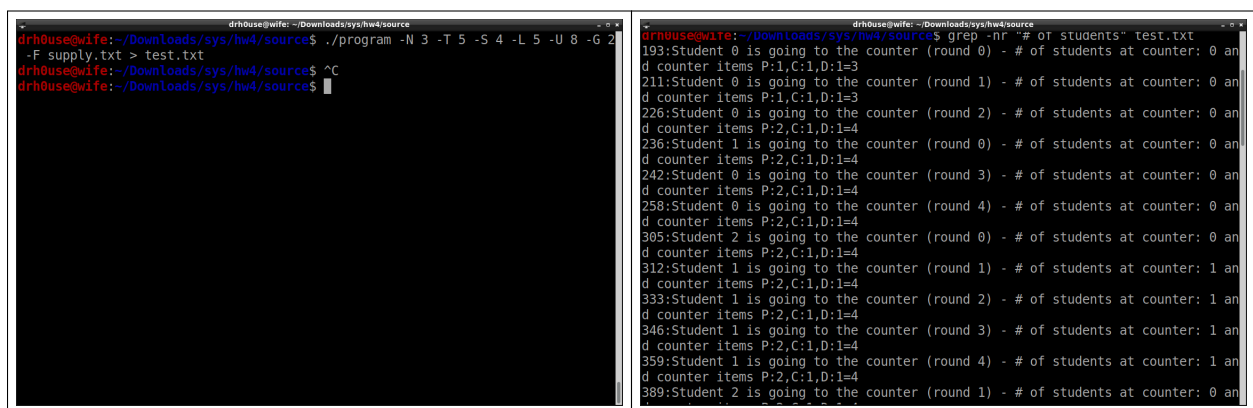 drh0use@wife: ~/Downloads/sys/hw4/source
drh0use@wife:~/Downloads/sys/hw4/source$ ./program -N 3 -T 5 -S 4 -L 5 -U 8 -G 2
-F supply.txt > test.txt
drh0use@wife:~/Downloads/sys/hw4/source$ ^C
drh0use@wife:~/Downloads/sys/hw4/source$
drh0use@wife: ~/Downloads/sys/hw4/source
drh0use@wife:~/Downloads/sys/hw4/source$ grep -nr "# of students" test.txt
193:Student 0 is going to the counter (round 0) - # of students at counter: 0 an
d counter items P:1,C:1,D:1=3
211:Student 0 is going to the counter (round 1) - # of students at counter: 0 an
d counter items P:1,C:1,D:1=3
226:Student 0 is going to the counter (round 2) - # of students at counter: 0 an
d counter items P:2,C:1,D:1=4
236:Student 1 is going to the counter (round 0) - # of students at counter: 0 an
d counter items P:2,C:1,D:1=4
242:Student 0 is going to the counter (round 3) - # of students at counter: 0 an
d counter items P:2,C:1,D:1=4
258:Student 0 is going to the counter (round 4) - # of students at counter: 0 an
d counter items P:2,C:1,D:1=4
305:Student 2 is going to the counter (round 0) - # of students at counter: 0 an
d counter items P:2,C:1,D:1=4
312:Student 1 is going to the counter (round 1) - # of students at counter: 1 an
d counter items P:2,C:1,D:1=4
333:Student 1 is going to the counter (round 2) - # of students at counter: 1 an
d counter items P:2,C:1,D:1=4
346:Student 1 is going to the counter (round 3) - # of students at counter: 1 an
d counter items P:2,C:1,D:1=4
359:Student 1 is going to the counter (round 4) - # of students at counter: 1 an
d counter items P:2,C:1,D:1=4
389:Student 2 is going to the counter (round 1) - # of students at counter: 0 an